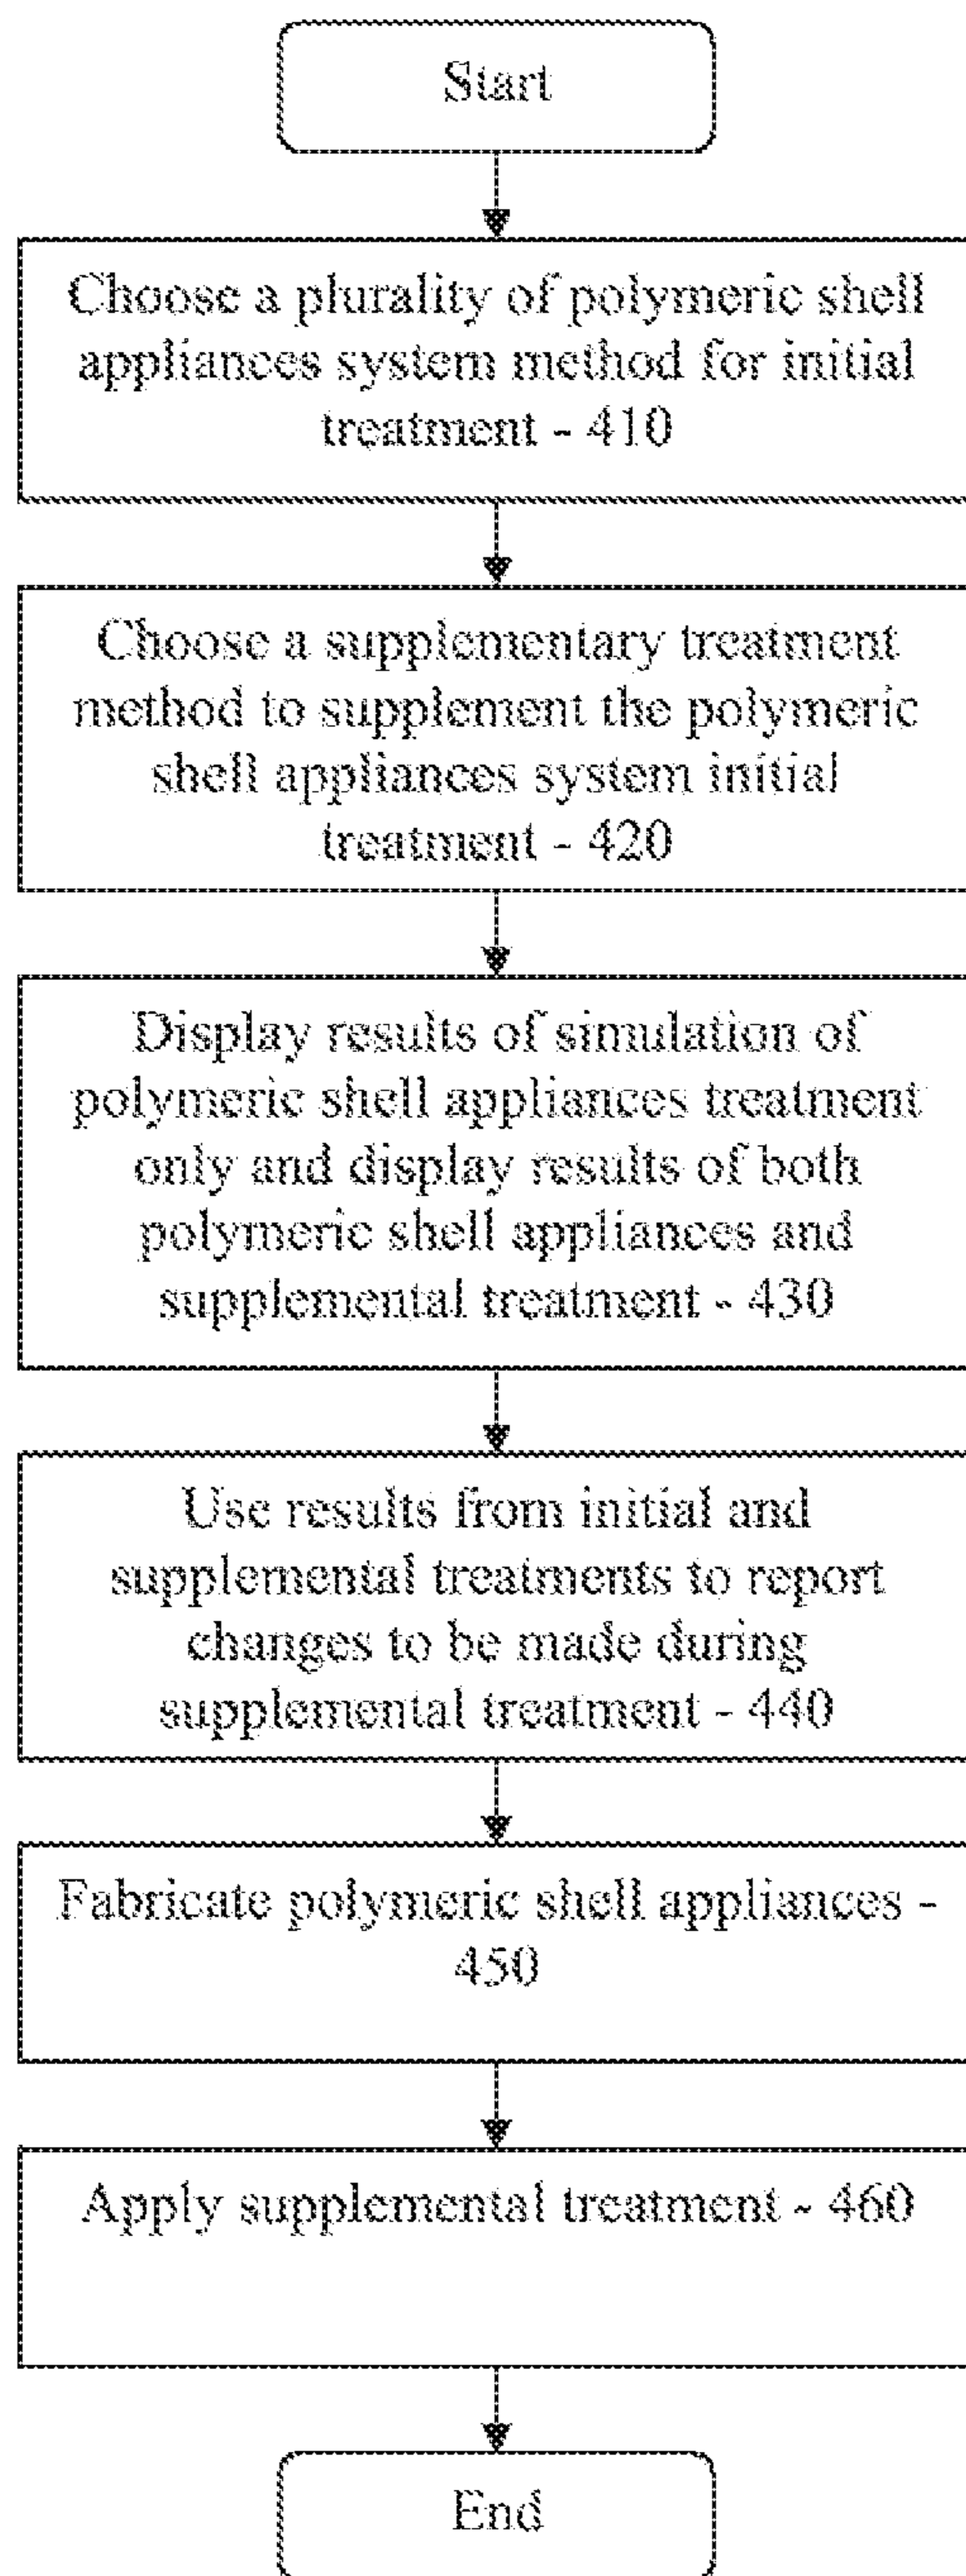 Start
Choose a plurality of polymeric shell
appliances system method for initial
treatment - 410
Choose a supplementary treatment
method to supplement the polymeric
shell appliances system initial
treatment - 420
Display results of simulation of
polymeric shell appliances treatment
only and display results of both
polymeric shell appliances and
supplemental treatment - 430
Use results from initial and
supplemental treatments to report
changes to be made during
supplemental treatment - 440
Fabricate polymeric shell appliances -
450
Apply supplemental treatment - 460
End